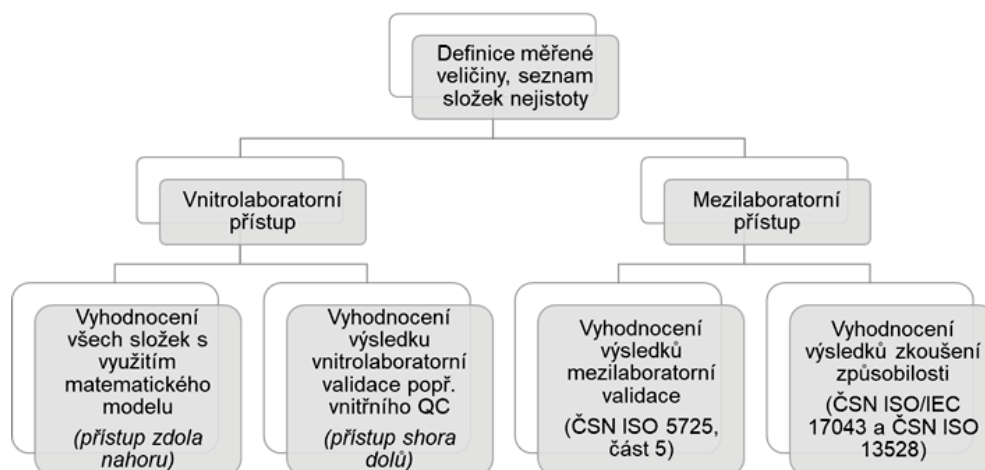 Definice měřené
veličiny, seznam
složek nejistoty
Vnitrolaboratorní
přístup
Mezilaboratorní
přístup
Vyhodnocení
všech složek s
využitím
matematického
modelu
(přistup zdola
nahoru)
Vyhodnocení
výsledku
vnitrolaboratorní
validace popř.
vnitřního QC
(přistup shora
dolů)
Vyhodnocení
výsledků
mezilaboratorní
validace
(ČSN ISO 5725,
část 5)
Vyhodnocení
výsledků zkoušení
způsobilosti
(ČSN ISO/IEC
17043 a ČSN ISO
13528)